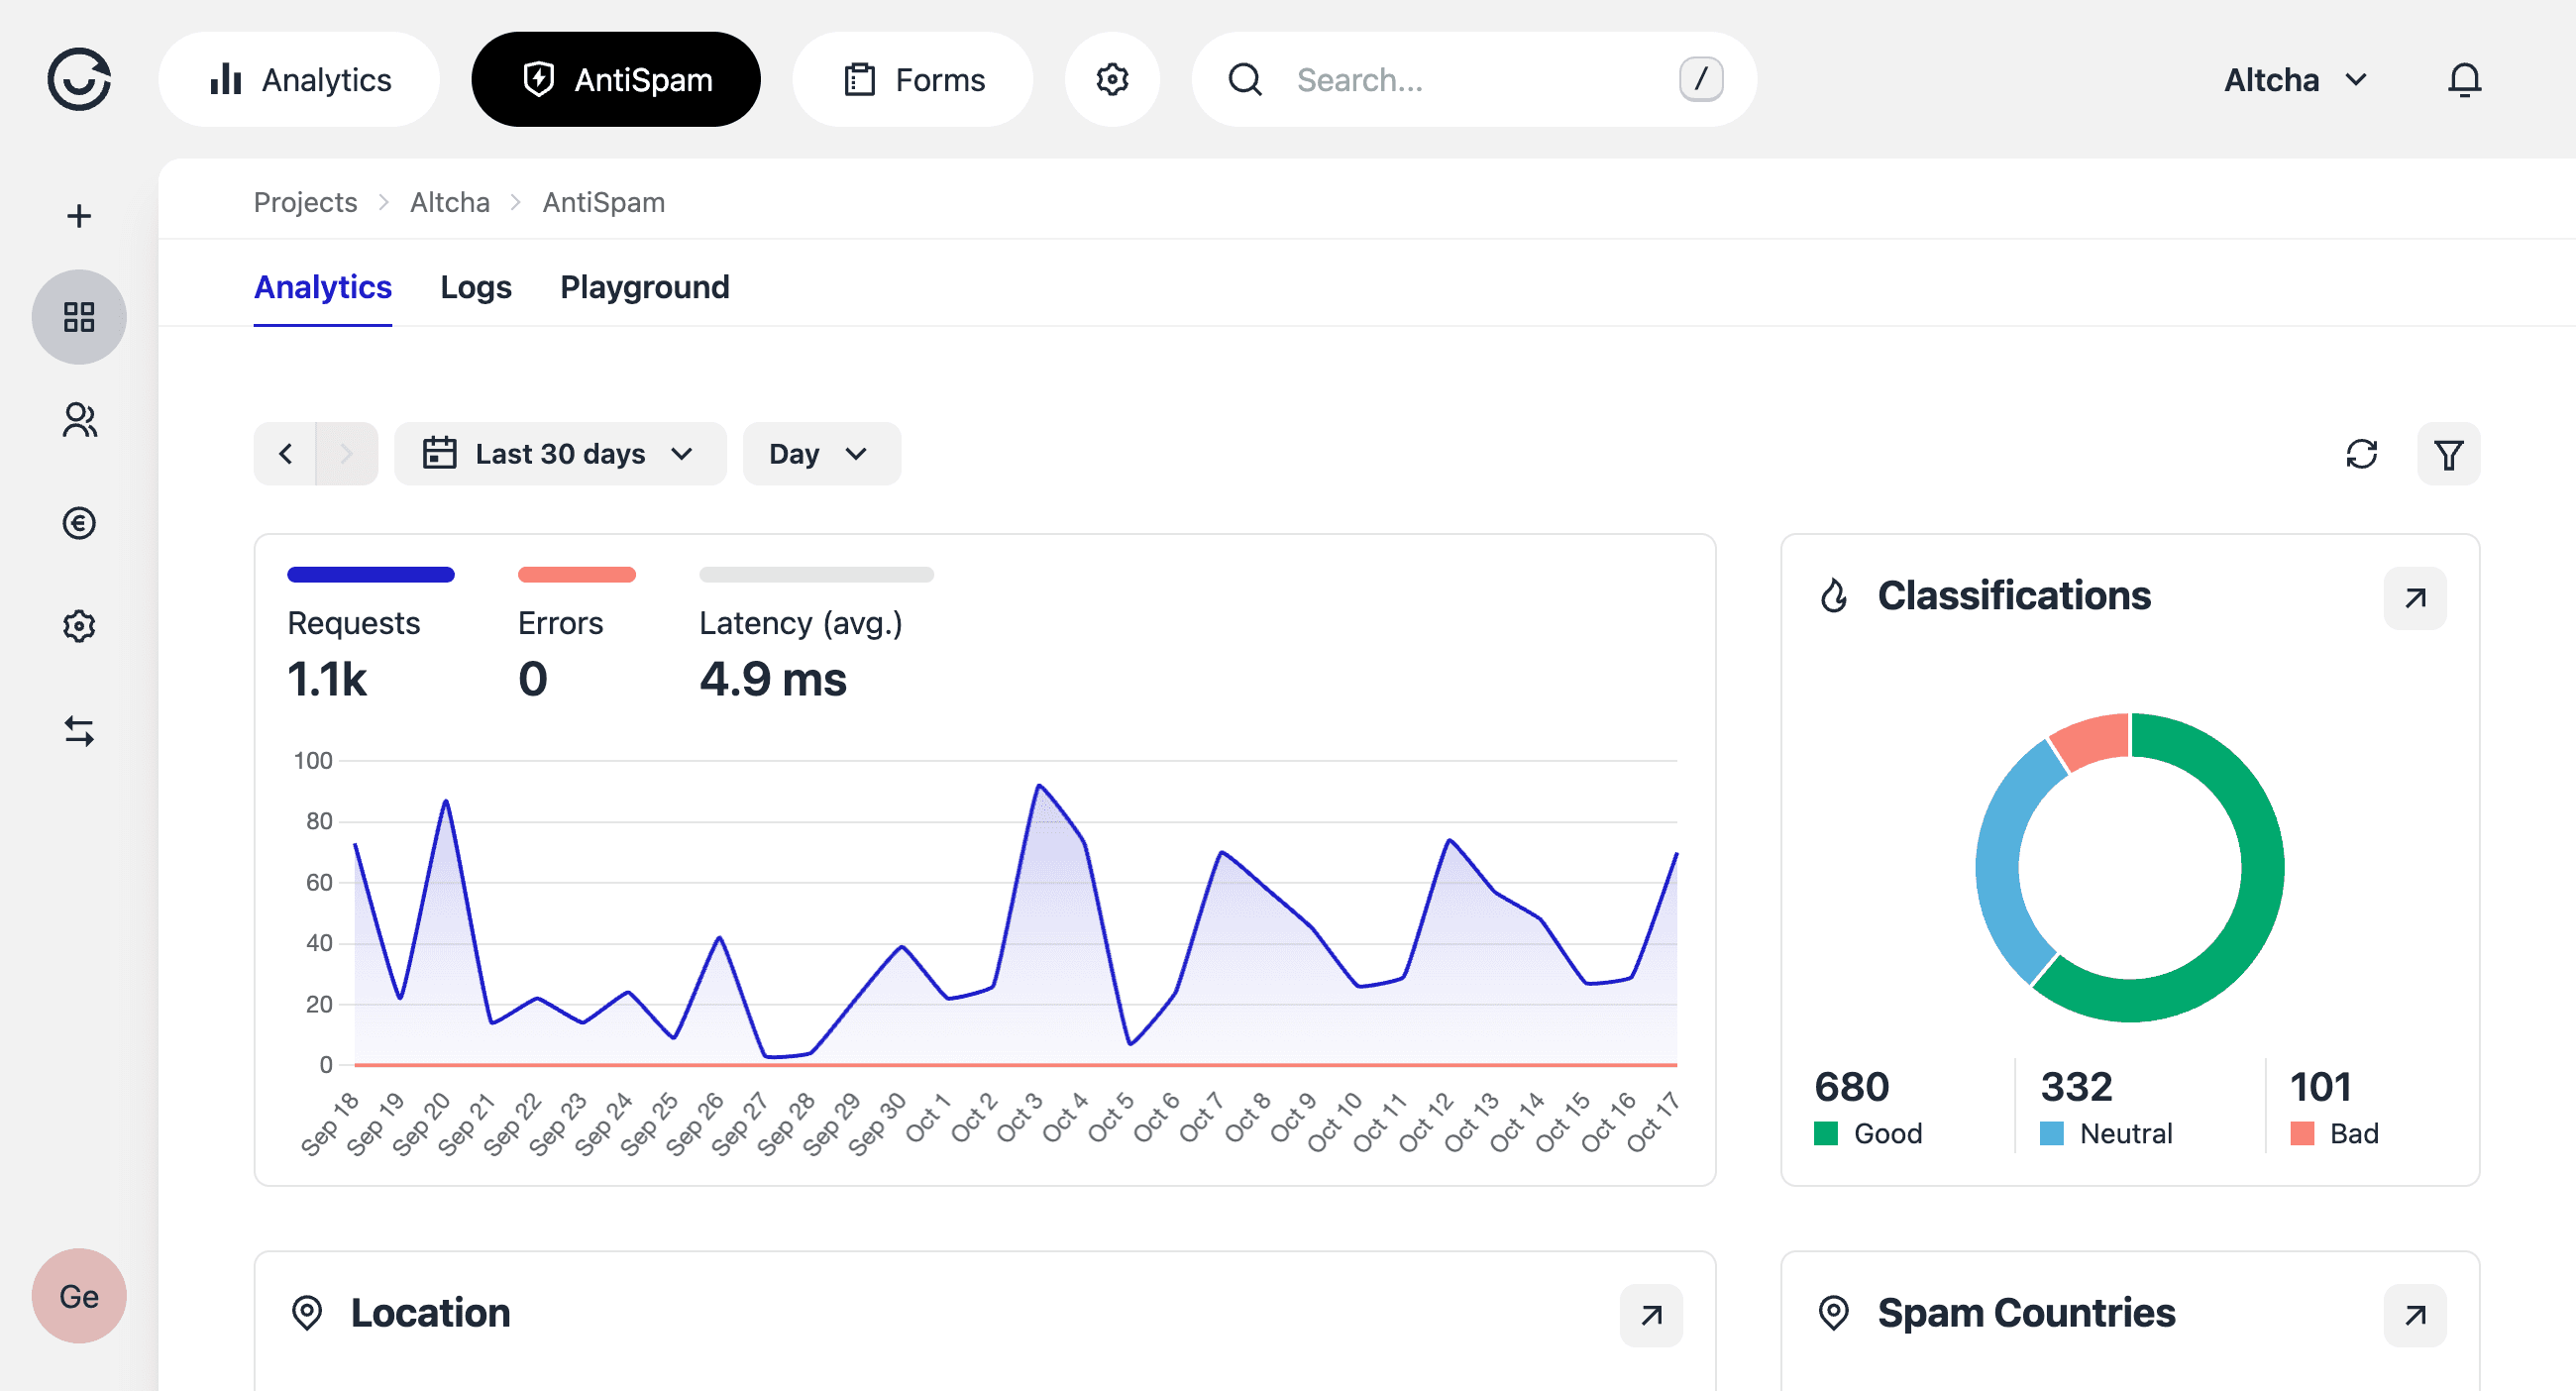 Analytics
AntiSpam
Forms
Search...
/
Altcha
Projects > Altcha > AntiSpam
Analytics Logs Playground
Last 30 days
Day
Requests Errors Latency (avg.)
1.1k 0 4.9 ms
100
80
60
40
20
0
Sep 18 Sep 19 Sep 20 Sep 21 Sep 22 Sep 23 Sep 24 Sep 25 Sep 26 Sep 27 Sep 28 Sep 29 Sep 30 Oct 1 Oct 2 Oct 3 Oct 4 Oct 5 Oct 6 Oct 7 Oct 8 Oct 9 Oct 10 Oct 11 Oct 12 Oct 13 Oct 14 Oct 15 Oct 16 Oct 17
Classifications
680 332 101
Good Neutral Bad
Location
Spam Countries
Ge